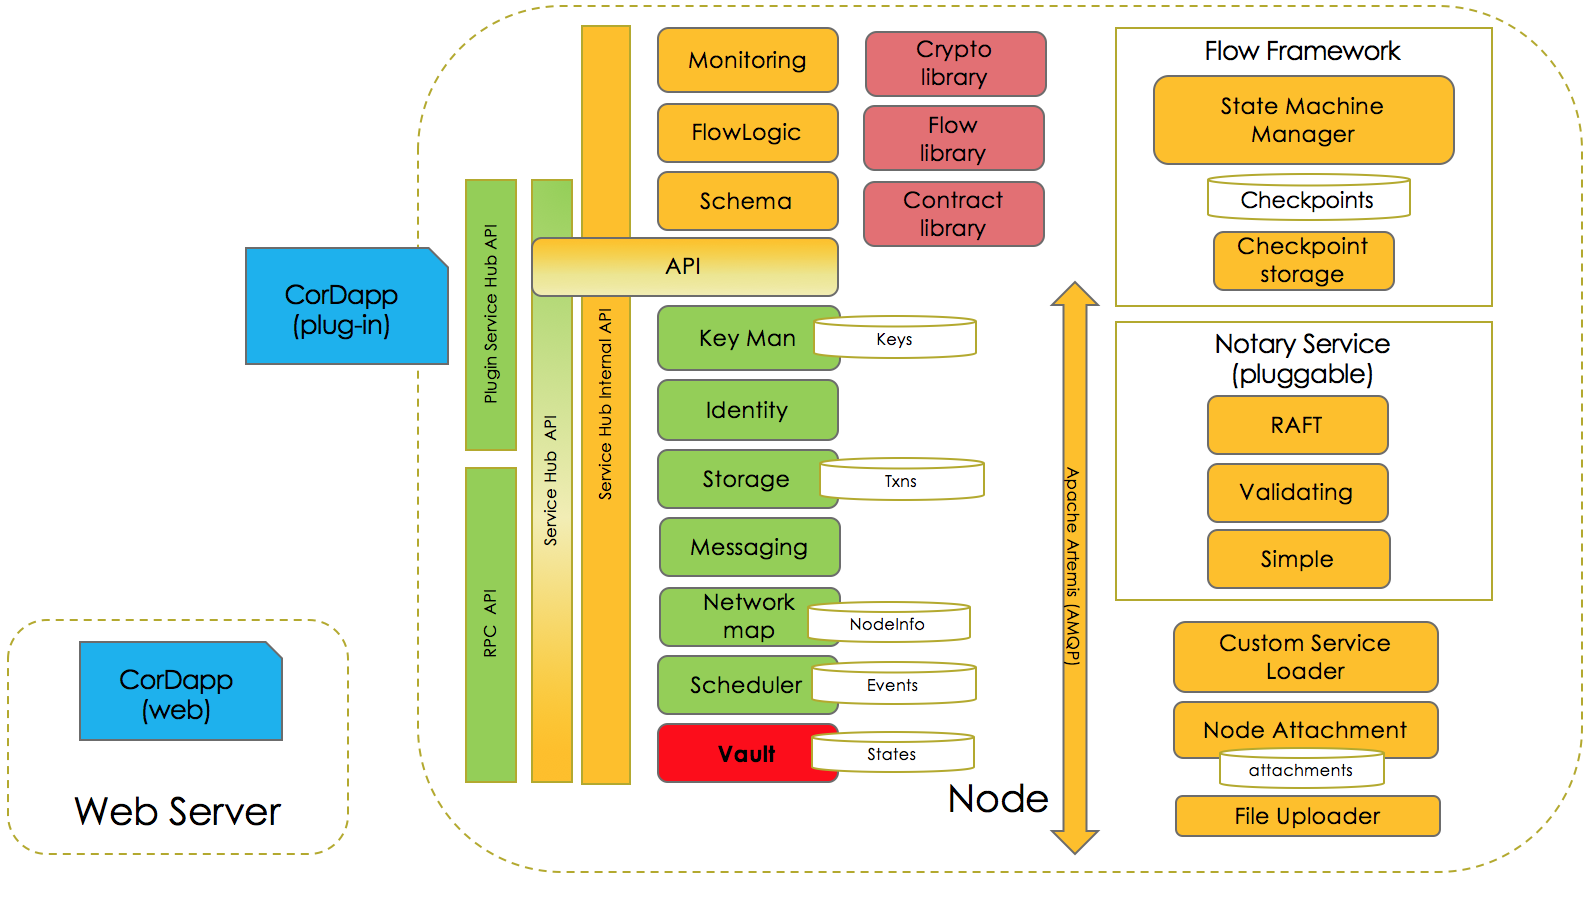 CorDapp
(plug-in)
CorDapp
(web)
Web Server
Plugin Service Hub API
RPC API
Service Hub API
Service Hub Internal API
Monitoring
FlowLogic
Schema
API
Key Man
Keys
Identity
Storage
Txns
Messaging
Network
map
NodeInfo
Scheduler
Events
Vault
States
Crypto
library
Flow
library
Contract
library
Node
Apache Artemis (AMQP)
Flow Framework
State Machine
Manager
Checkpoints
Checkpoint
storage
Notary Service
(pluggable)
RAFT
Validating
Simple
Custom Service
Loader
Node Attachment
attachments
File Uploader